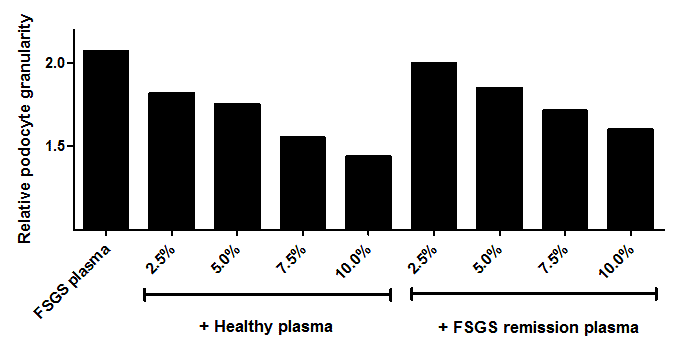 Relative podocyte granularity
2.0
1.5
FSGS plasma
2.5%
5.0%
7.5%
10.0%
2.5%
5.0%
7.5%
10.0%
+ Healthy plasma
+ FSGS remission plasma